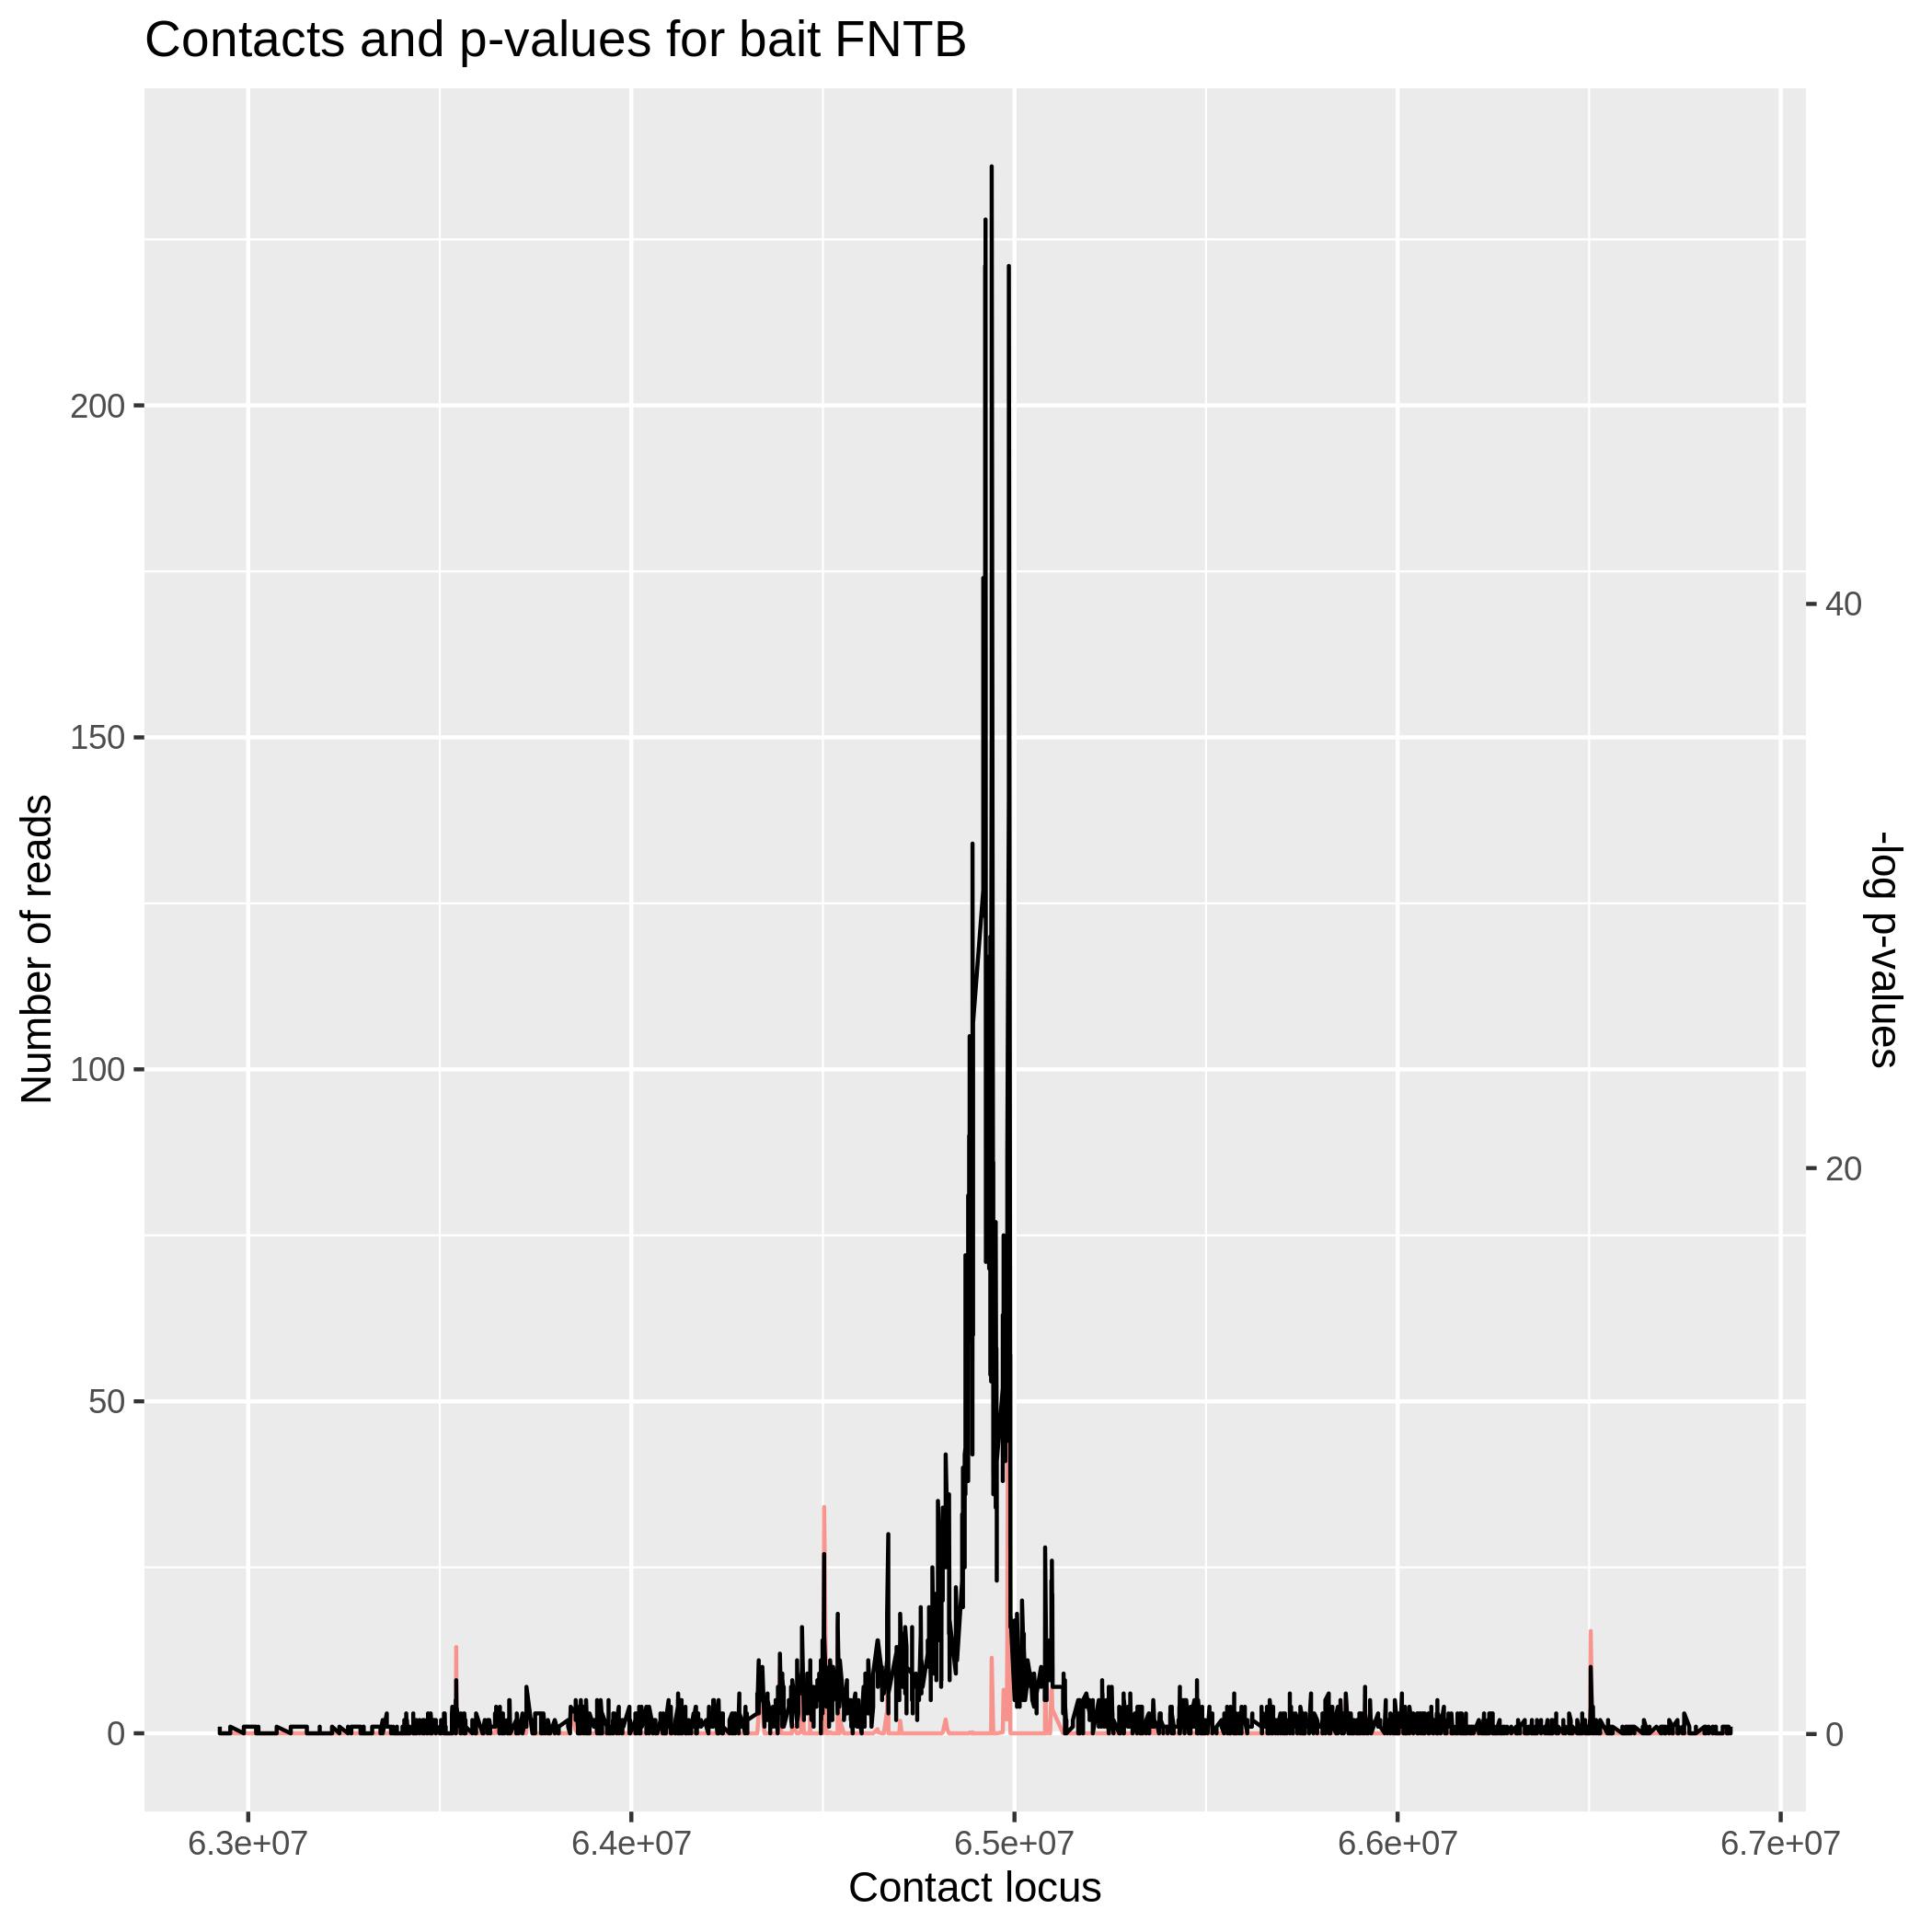 Contacts and p-values for bait FNTB
Number of reads
200
150
100
50
0
40
20
0
-log p-values
6.3e+07
6.4e+07
6.5e+07
6.6e+07
6.7e+07
Contact locus